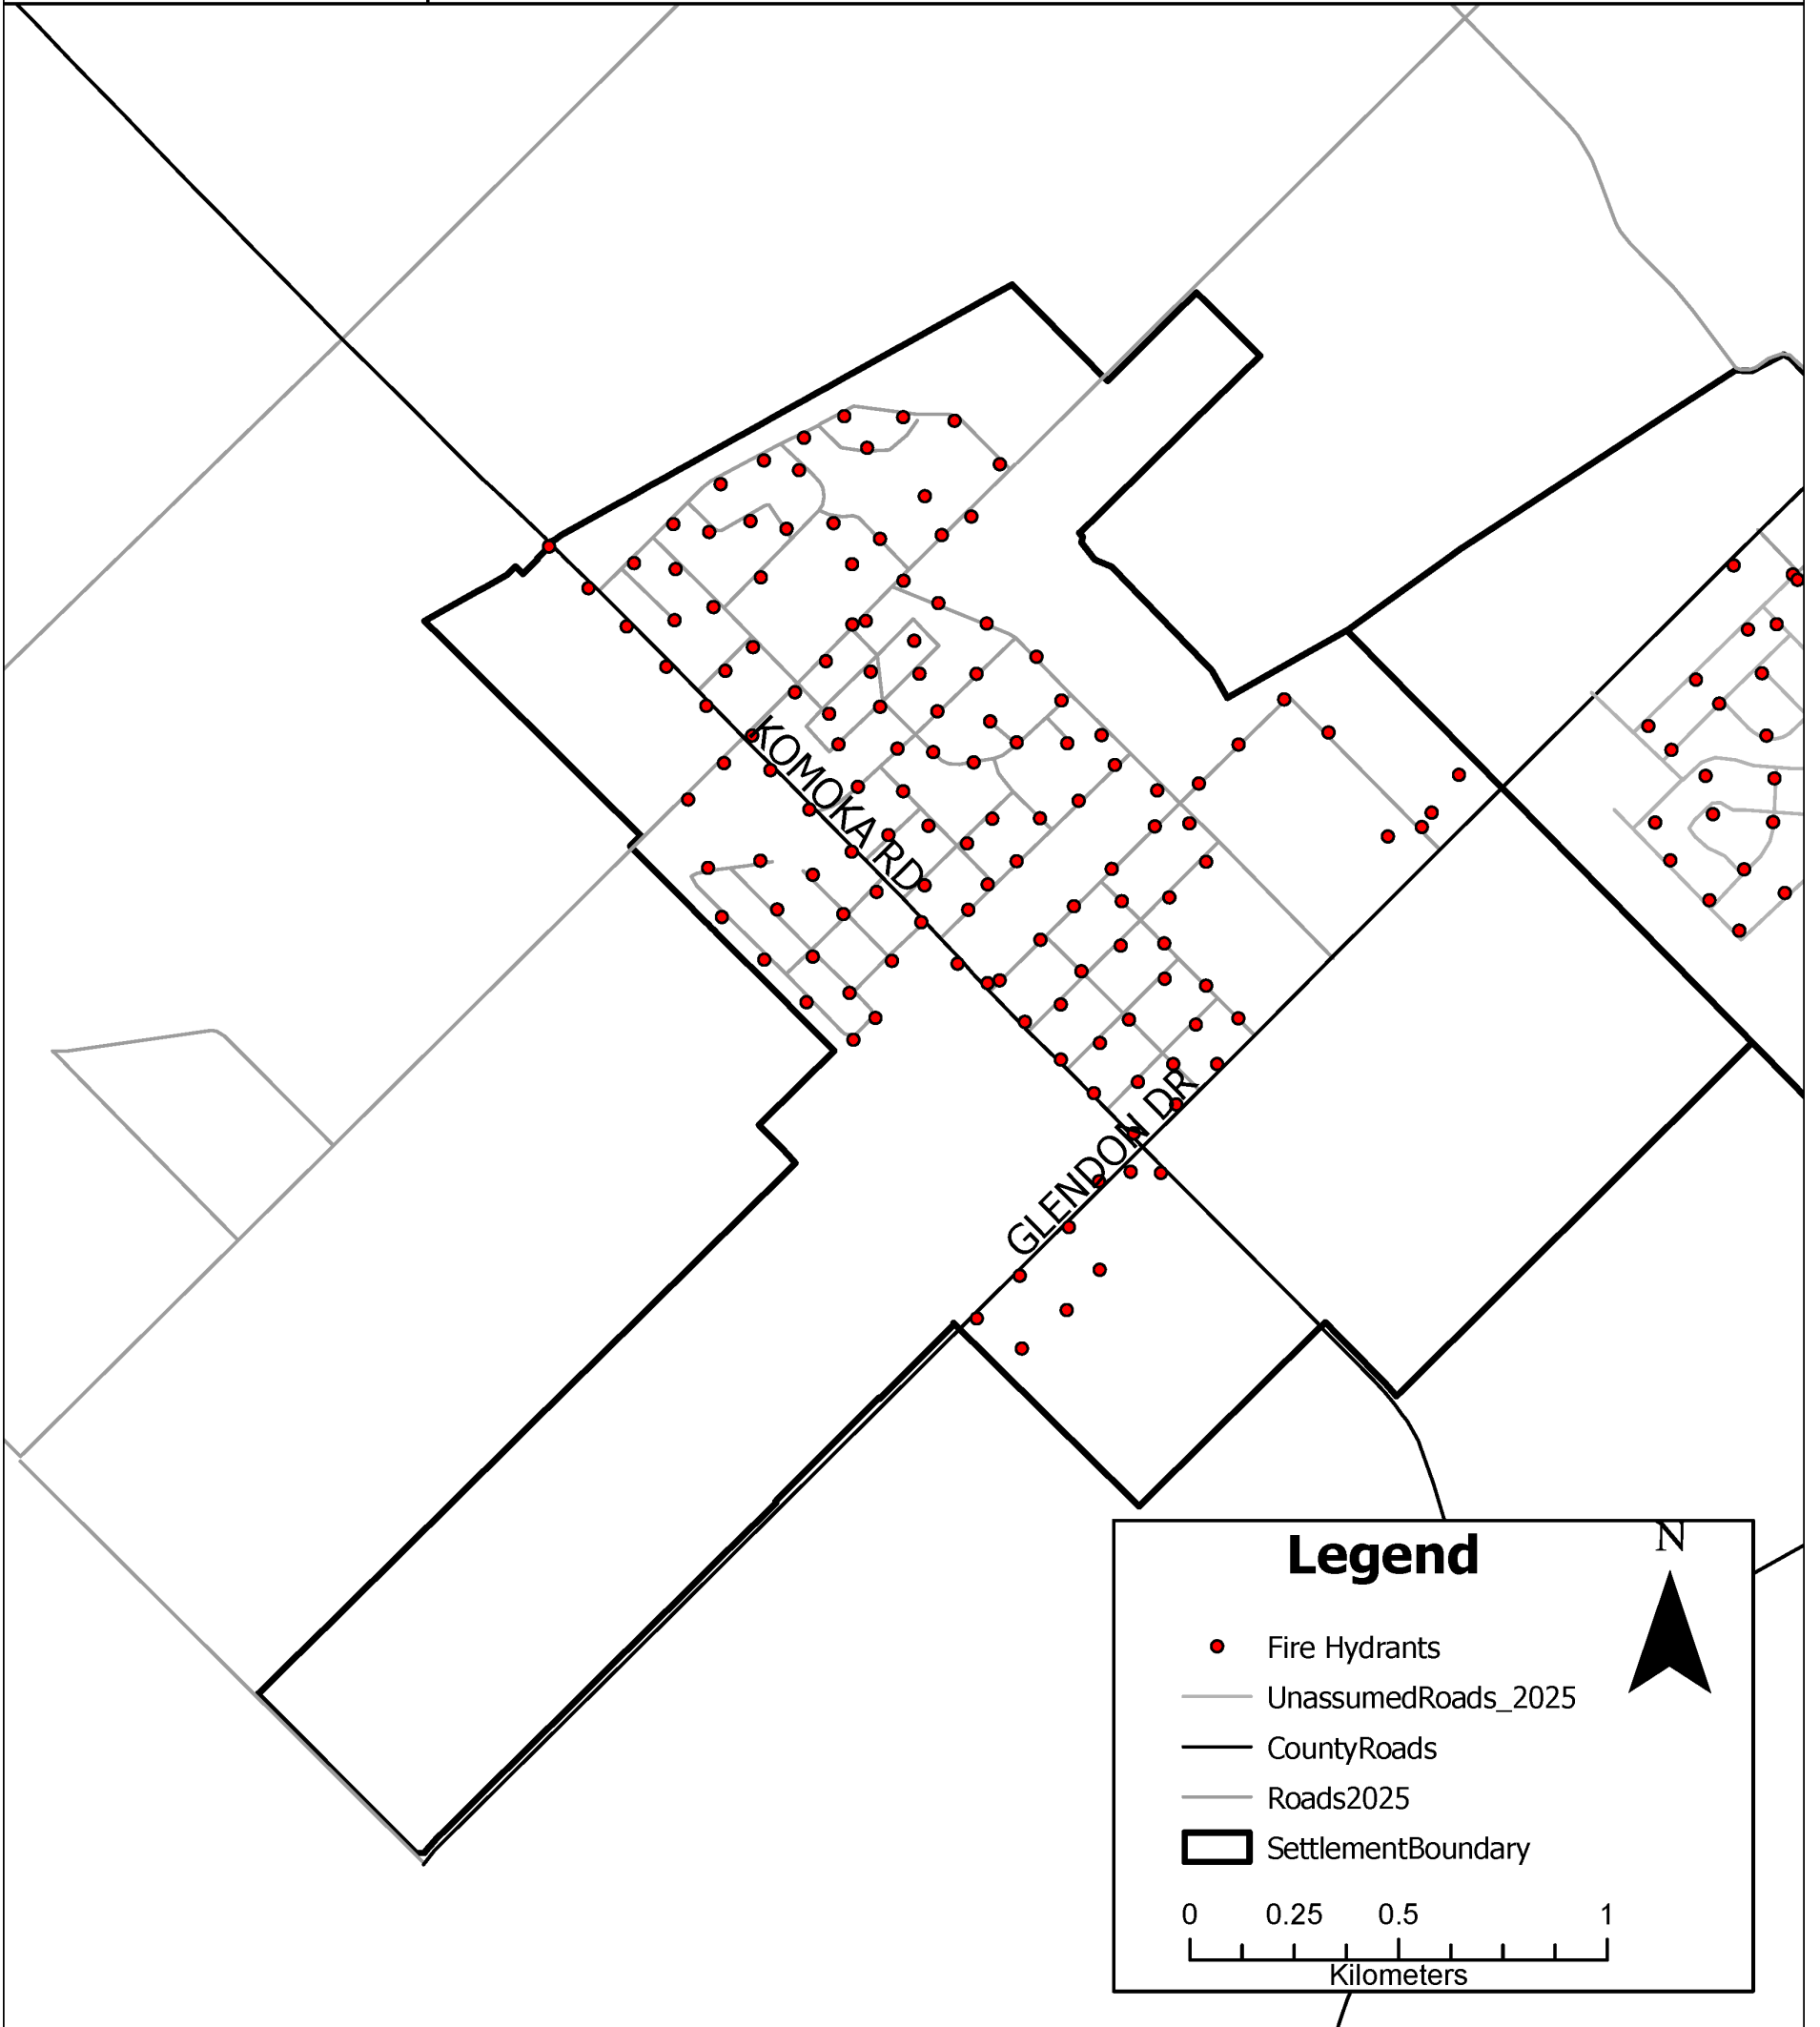 KOMOKA RD
GLENDON DR
Legend
N
Fire Hydrants
UnassumedRoads_2025
CountyRoads
Roads2025
SettlementBoundary
0 0.25 0.5 1
Kilometers